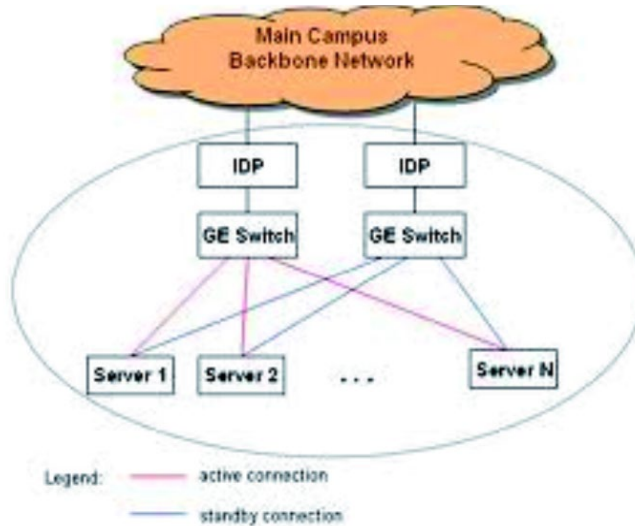 Main Campus
Backbone Network
IDP
IDP
GE Switch
GE Switch
Server 1
Server 2
...
Server N
Legend:
active connection
standby connection